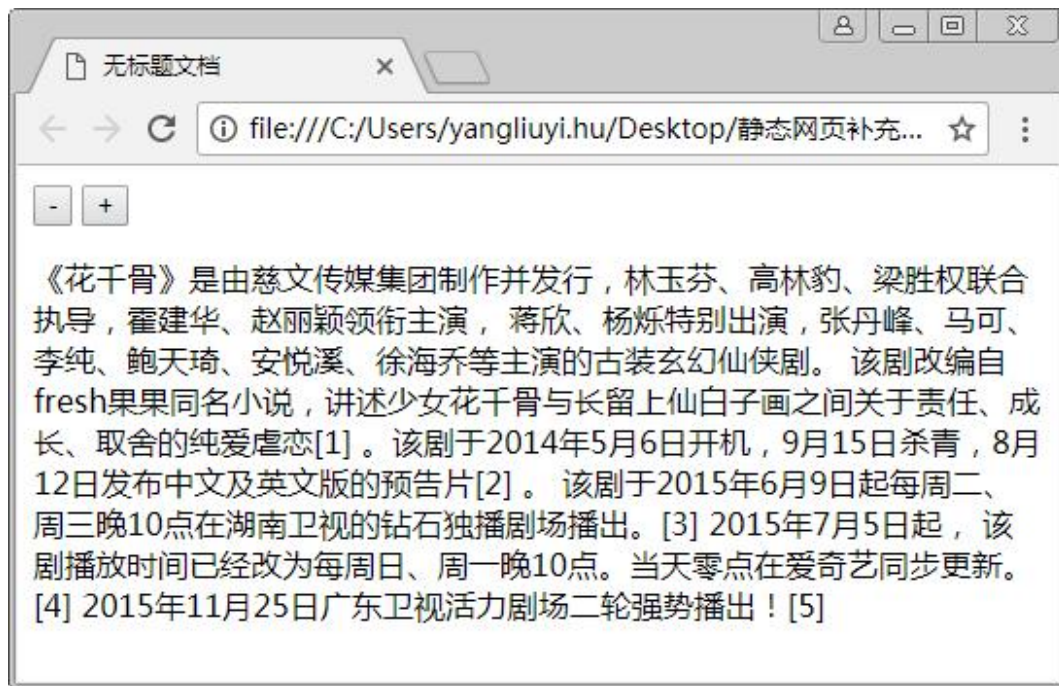 无标题文档
file:///C:/Users/yangliuyi.hu/Desktop/静态网页补充...
- +
《花千骨》是由慈文传媒集团制作并发行，林玉芬、高林豹、梁胜权联合
执导，霍建华、赵丽颖领衔主演， 蒋欣、杨烁特别出演，张丹峰、马可、
李纯、鲍天琦、安悦溪、徐海乔等主演的古装玄幻仙侠剧。 该剧改编自
fresh果果同名小说，讲述少女花千骨与长留上仙白子画之间关于责任、成
长、取舍的纯爱虐恋[1] 。该剧于2014年5月6日开机，9月15日杀青，8月
12日发布中文及英文版的预告片[2] 。 该剧于2015年6月9日起每周二、
周三晚10点在湖南卫视的钻石独播剧场播出。[3] 2015年7月5日起， 该
剧播放时间已经改为每周日、周一晚10点。当天零点在爱奇艺同步更新。
[4] 2015年11月25日广东卫视活力剧场二轮强势播出！[5]